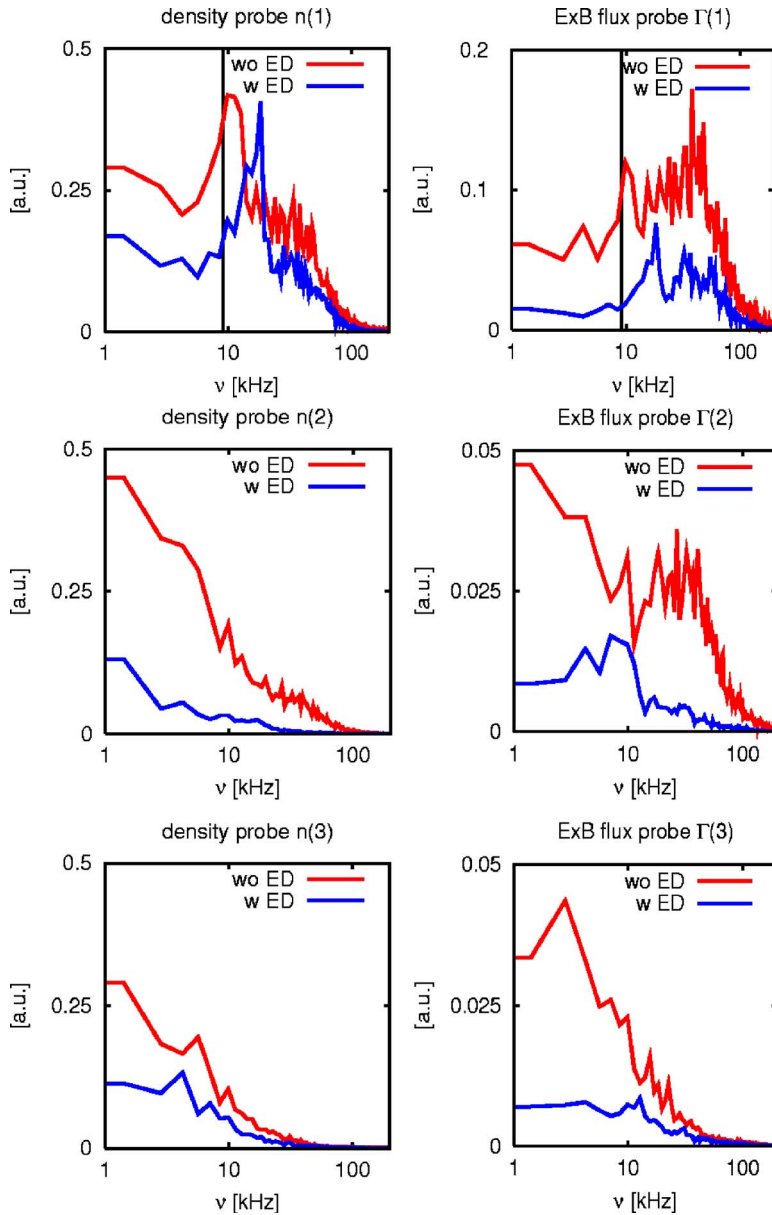 density probe n(1)
0.5
wo ED
w ED
[a.u.]
0.25
0
1
10
100
ν [kHz]
ExB flux probe Γ(1)
0.2
wo ED
w ED
[a.u.]
0.1
0
1
10
100
ν [kHz]
density probe n(2)
0.5
wo ED
w ED
[a.u.]
0.25
0
1
10
100
ν [kHz]
ExB flux probe Γ(2)
0.05
wo ED
w ED
[a.u.]
0.025
0
1
10
100
ν [kHz]
density probe n(3)
0.5
wo ED
w ED
[a.u.]
0.25
0
1
10
100
ν [kHz]
ExB flux probe Γ(3)
0.05
wo ED
w ED
[a.u.]
0.025
0
1
10
100
ν [kHz]